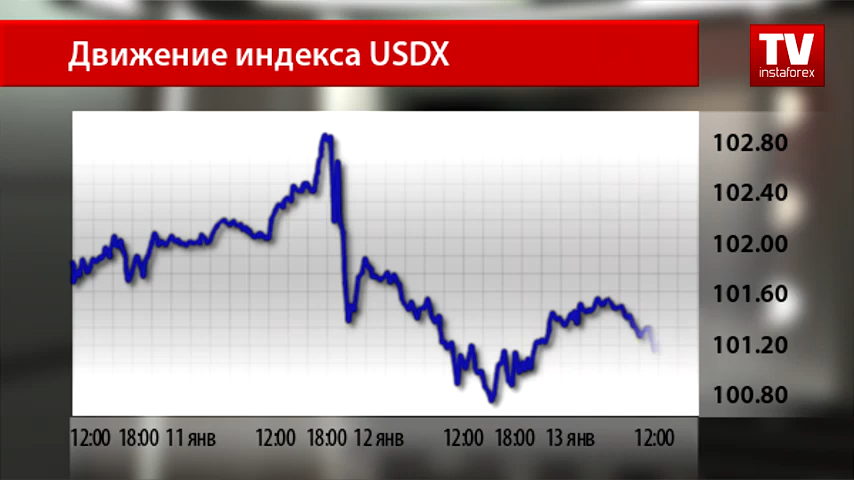 Движение индекса USDX
TV
instaforex
102.80
102.40
102.00
101.60
101.20
100.80
12:00 18:00 11 янв 12:00 18:00 12 янв 12:00 18:00 13 янв 12:00